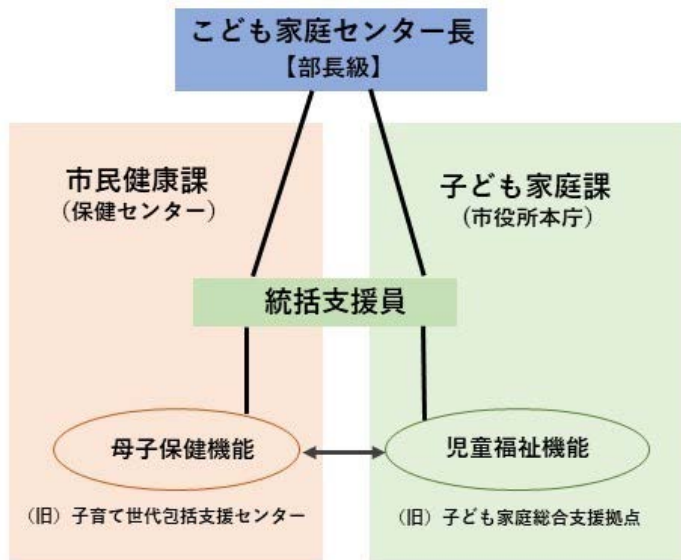 こども家庭センター長
【部長級】
市民健康課
（保健センター）
子ども家庭課
（市役所本庁）
統括支援員
母子保健機能
児童福祉機能
（旧）子育て世代包括支援センター
（旧）子ども家庭総合支援拠点